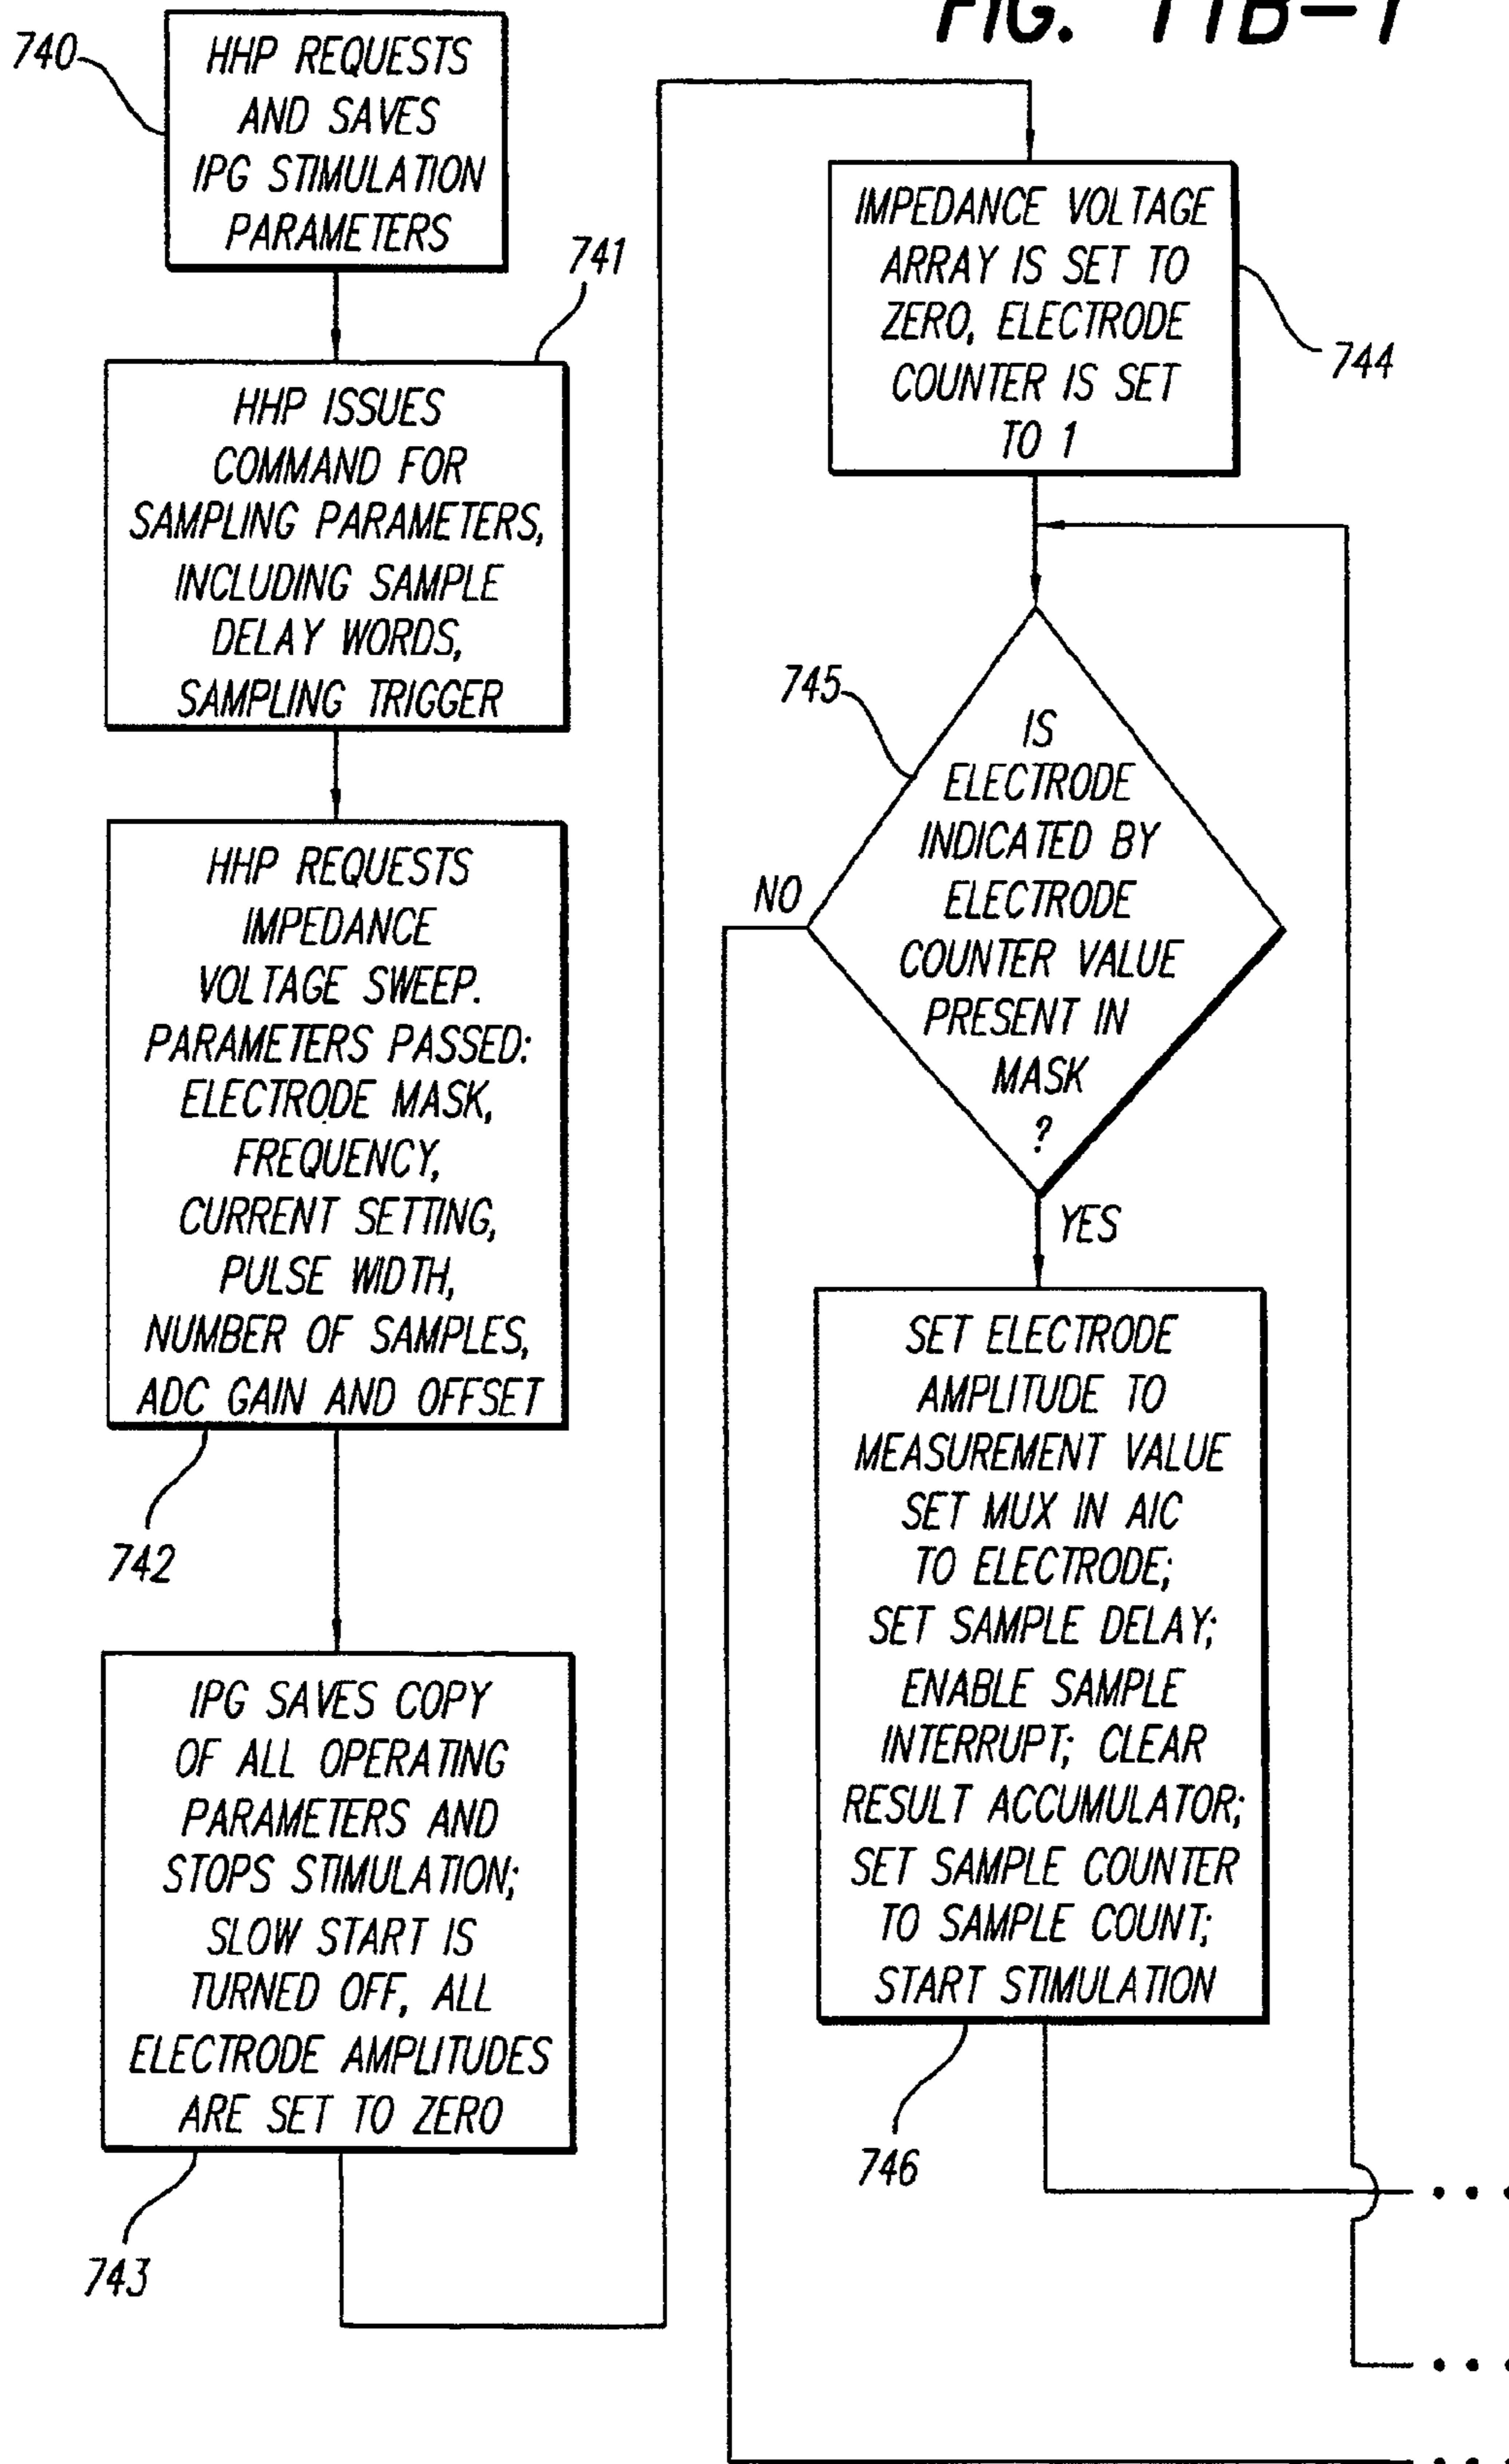 FIG. 11B-1
740
HHP REQUESTS
AND SAVES
IPG STIMULATION
PARAMETERS
741
HHP ISSUES
COMMAND FOR
SAMPLING PARAMETERS,
INCLUDING SAMPLE
DELAY WORDS,
SAMPLING TRIGGER
HHP REQUESTS
IMPEDANCE
VOLTAGE SWEEP.
PARAMETERS PASSED:
ELECTRODE MASK,
FREQUENCY,
CURRENT SETTING,
PULSE WIDTH,
NUMBER OF SAMPLES,
ADC GAIN AND OFFSET
742
IPG SAVES COPY
OF ALL OPERATING
PARAMETERS AND
STOPS STIMULATION;
SLOW START IS
TURNED OFF, ALL
ELECTRODE AMPLITUDES
ARE SET TO ZERO
743
IMPEDANCE VOLTAGE
ARRAY IS SET TO
ZERO, ELECTRODE
COUNTER IS SET
TO 1
744
745
IS
ELECTRODE
INDICATED BY
ELECTRODE
COUNTER VALUE
PRESENT IN
MASK
?
NO
YES
SET ELECTRODE
AMPLITUDE TO
MEASUREMENT VALUE
SET MUX IN AIC
TO ELECTRODE;
SET SAMPLE DELAY;
ENABLE SAMPLE
INTERRUPT; CLEAR
RESULT ACCUMULATOR;
SET SAMPLE COUNTER
TO SAMPLE COUNT;
START STIMULATION
746